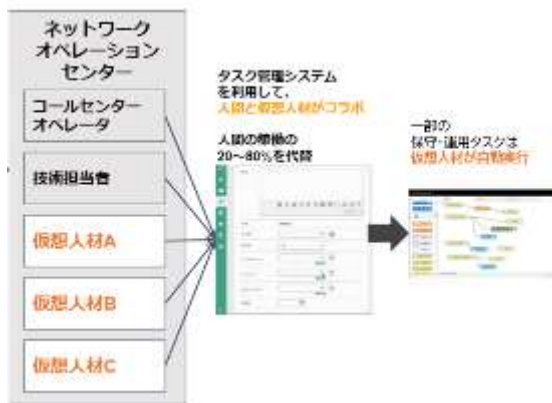 ネットワーク
オペレーション
センター
コールセンター
オペレータ
技術担当者
仮想人材A
仮想人材B
仮想人材C
タスク管理システム
を利用して、
人間と仮想人材がコラボ
人間の稼働の
20～80%を代替
一部の
保守・運用タスクは
仮想人材が自動実行